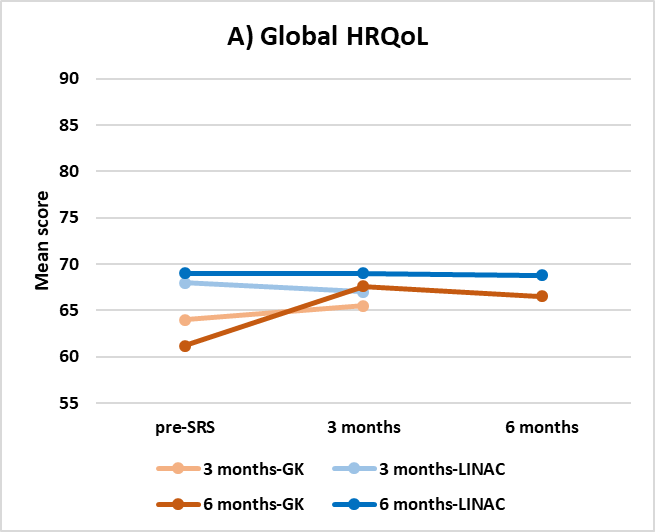 A) Global HRQoL
90
85
80
75
70
65
60
55
Mean score
pre-SRS 3 months 6 months
3 months-GK 3 months-LINAC
6 months-GK 6 months-LINAC